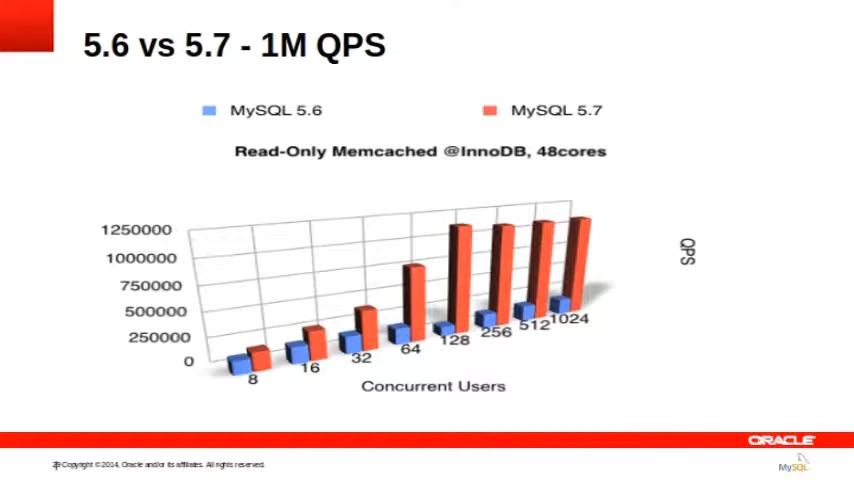 5.6 vs 5.7 - 1M QPS
MySQL 5.6
MySQL 5.7
Read-Only Memcached @InnoDB, 48cores
1250000
1000000
750000
500000
250000
0
8
16
32
64
128
256
512
1024
QPS
Concurrent Users
ORACLE
Copyright © 2014, Oracle and/or its affiliates. All rights reserved.
MySQL